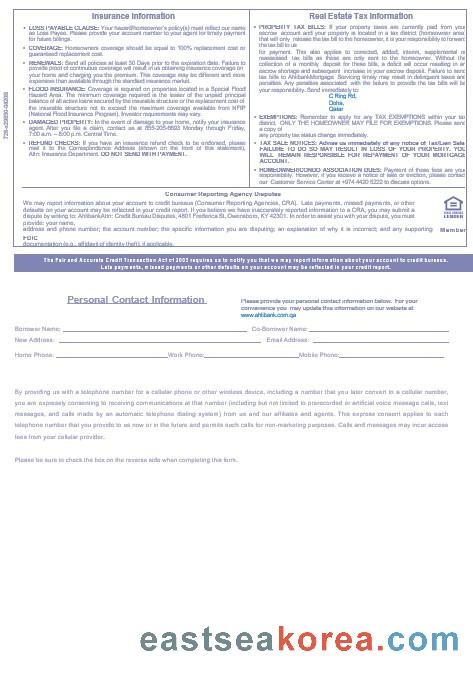 Insurance Information
• LOSS PAYABLE CLAUSE: Your hazard/homeowner's policy(s) must reflect our name
as Loss Payee. Please provide your account number to your agent for timely payment
for future billings.
• COVERAGE: Homeowners coverage should be equal to 100% replacement cost or
guaranteed replacement cost.
• RENEWALS: Send all policies at least 30 Days prior to the expiration date. Failure to
provide proof of continuous coverage will result in us obtaining insurance coverage on
your home and charging you the premium. This coverage may be different and more
expensive than available through the standard insurance market.
• FLOOD INSURANCE: Coverage is required on properties located in a Special Flood
Hazard Area. The minimum coverage required is the lesser of the unpaid principal
balance of all active loans secured by the insurable structure or the replacement cost of
the insurable structure not to exceed the maximum coverage available from NFIP
(National Flood Insurance Program). Investor requirements may vary.
• DAMAGED PROPERTY: In the event of damage to your home, notify your insurance
agent. After you file a claim, contact us at 855-205-6893 Monday through Friday,
7:00 a.m. – 8:00 p.m. Central Time.
• REFUND CHECKS: If you have an insurance refund check to be endorsed, please
mail it to the Correspondence Address (shown on the front of this statement),
Attn: Insurance Department. DO NOT SEND WITH PAYMENT.
Real Estate Tax Information
• PROPERTY TAX BILLS: If your property taxes are currently paid from your
escrow account and your property is located in a tax district (homeowner area)
that will only release the tax bill to the homeowner, it is your responsibility to forward
the tax bill to us
for payment. This also applies to corrected, added, interim, supplemental or
reassessed tax bills as these are only sent to the homeowner. Without the
collection of a monthly deposit for these bills, a deficit will occur resulting in an
escrow shortage and subsequent increase in your escrow deposit. Failure to send
tax bills to AhlibankMortgage Servicing timely may result in delinquent taxes and
penalties. Any penalties associated with the failure to provide the tax bills will be
your responsibility. Send immediately to:
C Ring Rd,
Doha,
Qatar
• EXEMPTIONS: Remember to apply for any TAX EXEMPTIONS within your tax
district. ONLY THE HOMEOWNER MAY FILE FOR EXEMPTIONS. Please send
a copy of
any property tax status change immediately.
• TAX SALE NOTICES: Advise us immediately of any notice of Tax/Lien Sale.
FAILURE TO DO SO MAY RESULT IN LOSS OF YOUR PROPERTY. YOU
WILL REMAIN RESPONSIBLE FOR REPAYMENT OF YOUR MORTGAGE
ACCOUNT.
• HOMEOWNER/CONDO ASSOCIATION DUES: Payment of these fees are your
responsibility. However, if you receive a notice of sale or eviction, please contact
our Customer Service Center at +974 4420 5222 to discuss options.
Consumer Reporting Agency Disputes
We may report information about your account to credit bureaus (Consumer Reporting Agencies, CRA). Late payments, missed payments, or other
defaults on your account may be reflected in your credit report. If you believe we have inaccurately reported information to a CRA, you may submit a
dispute by writing to: AhlibankAttn: Credit Bureau Disputes, 4801 Frederica St, Owensboro, KY 42301. In order to assist you with your dispute, you must
provide: your name,
address and phone number; the account number; the specific information you are disputing; an explanation of why it is incorrect; and any supporting
FDIC
documentation (e.g., affidavit of identity theft), if applicable.
LENDER
Member
The Fair and Accurate Credit Transaction Act of 2003 requires us to notify you that we may report information about your account to credit bureaus.
Late payments, missed payments or other defaults on your account may be reflected in your credit report.
Personal Contact Information
Please provide your personal contact information below. For your
convenience you may update this information on our website at
www.ahlibank.com.qa
Borrower Name: Co-Borrower Name:
New Address: Email Address:
Home Phone: Work Phone: Mobile Phone:
By providing us with a telephone number for a cellular phone or other wireless device, including a number that you later convert to a cellular number,
you are expressly consenting to receiving communications at that number (including but not limited to prerecorded or artificial voice message calls, text
messages, and calls made by an automatic telephone dialing system) from us and our affiliates and agents. This express consent applies to each
telephone number that you provide to us now or in the future and permits such calls for non-marketing purposes. Calls and messages may incur access
fees from your cellular provider.
Please be sure to check the box on the reverse side when completing this form.
eastseakorea.com